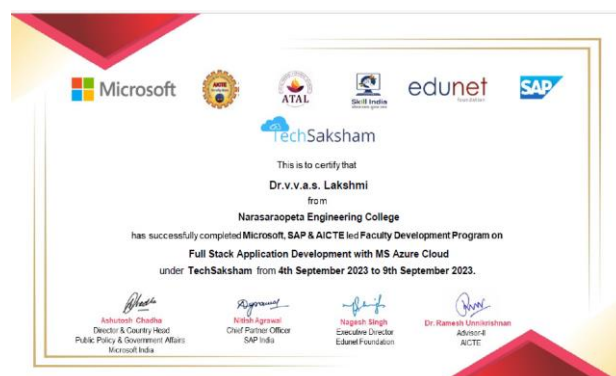 Microsoft
AICTE
ATAL
Skill India
edunet
foundation
SAP
TechSaksham
This is to certify that
Dr.v.v.a.s. Lakshmi
from
Narasaraopeta Engineering College
has successfully completed Microsoft, SAP & AICTE led Faculty Development Program on
Full Stack Application Development with MS Azure Cloud
under TechSaksham from 4th September 2023 to 9th September 2023.
Ashutosh Chadha
Director & Country Head
Public Policy & Government Affairs
Microsoft India
Nitish Agrawal
Chief Partner Officer
SAP India
Nagesh Singh
Executive Director
Edunet Foundation
Dr. Ramesh Unnikrishnan
Advisor-II
AICTE